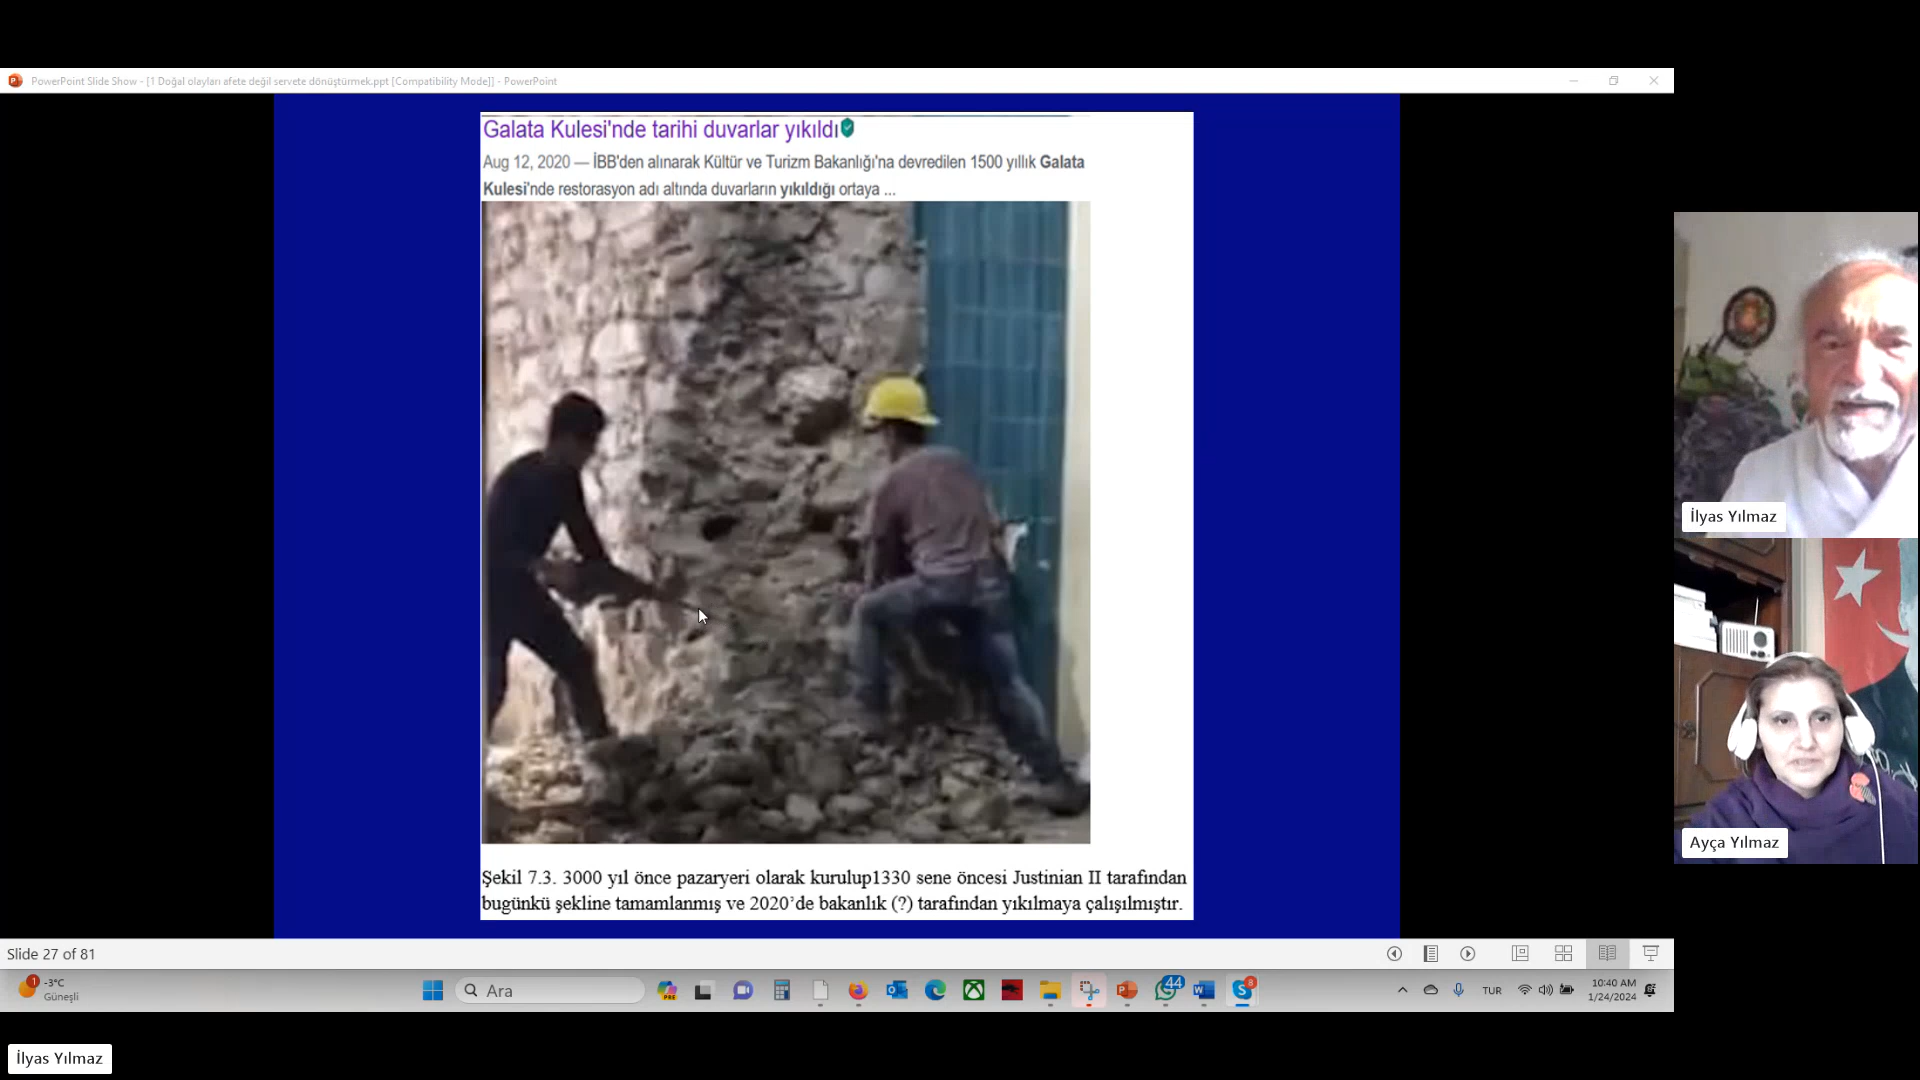 PowerPoint Slide Show - [1 Doğal olayları afete değil servete dönüştürmek.ppt [Compatibility Mode]] - PowerPoint
Galata Kulesi'nde tarihi duvarlar yıkıldı
Aug 12, 2020 — İBB'den alınarak Kültür ve Turizm Bakanlığı'na devredilen 1500 yıllık Galata
Kulesi'nde restorasyon adı altında duvarların yıkıldığı ortaya ...
Şekil 7.3. 3000 yıl önce pazaryeri olarak kurulup1330 sene öncesi Justinian II tarafından
bugünkü şekline tamamlanmış ve 2020’de bakanlık (?) tarafından yıkılmaya çalışılmıştır.
İlyas Yılmaz
Ayça Yılmaz
Slide 27 of 81
1
-3°C
Güneşli
Ara
PRE
44
8
TUR
10:40 AM
1/24/2024
İlyas Yılmaz